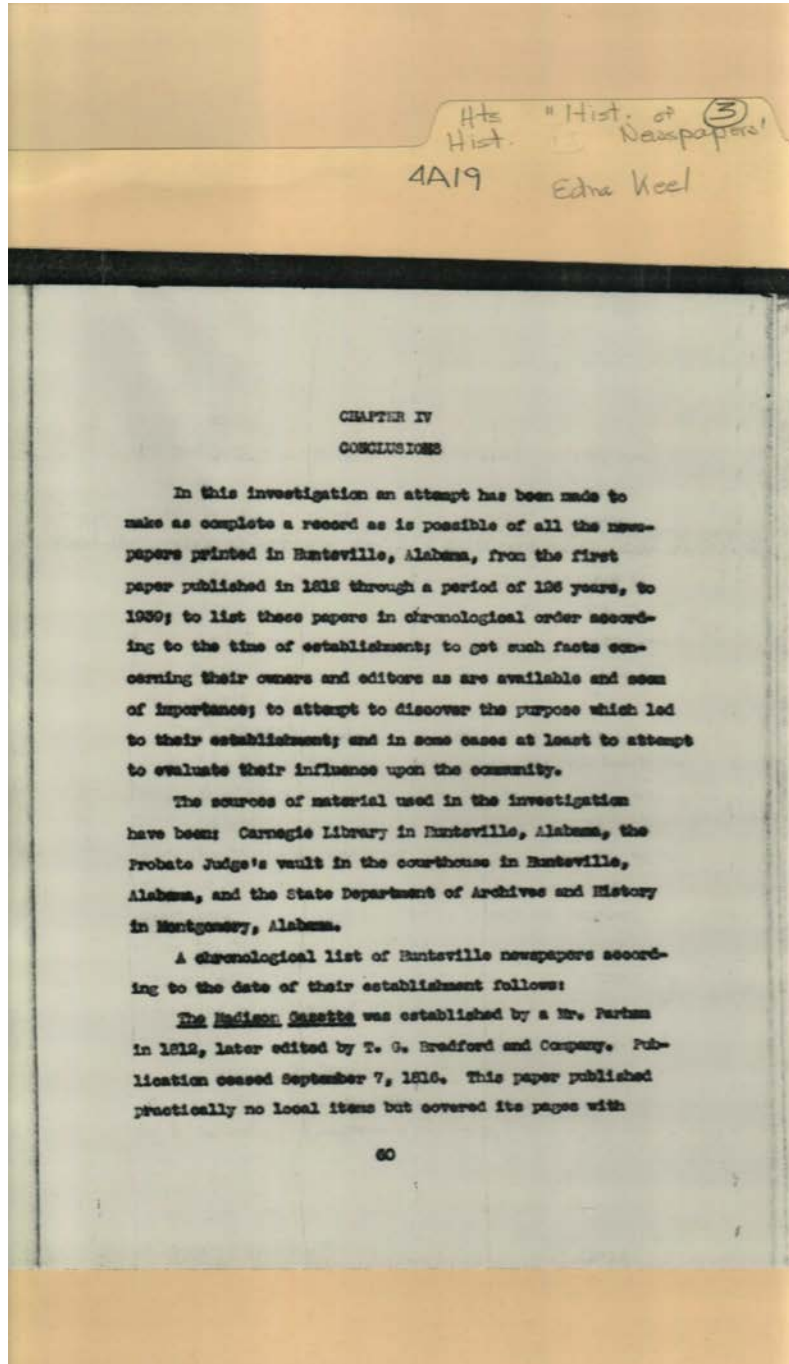 Hts "Hist. of ③
Hist. Newspapers"
4A19 Edna Keel
CHAPTER IV
CONCLUSIONS
In this investigation an attempt has been made to
make as complete a record as is possible of all the news-
papers printed in Huntsville, Alabama, from the first
paper published in 1812 through a period of 126 years, to
1939; to list these papers in chronological order accord-
ing to the time of establishment; to get such facts con-
cerning their owners and editors as are available and seem
of importance; to attempt to discover the purpose which led
to their establishment; and in some cases at least to attempt
to evaluate their influence upon the community.
The sources of material used in the investigation
have been: Carnegie Library in Huntsville, Alabama, the
Probate Judge's vault in the courthouse in Huntsville,
Alabama, and the State Department of Archives and History
in Montgomery, Alabama.
A chronological list of Huntsville newspapers accord-
ing to the date of their establishment follows:
The Madison Gazette was established by a Mr. Parham
in 1812, later edited by T. G. Bradford and Company. Pub-
lication ceased September 7, 1816. This paper published
practically no local items but covered its pages with
60